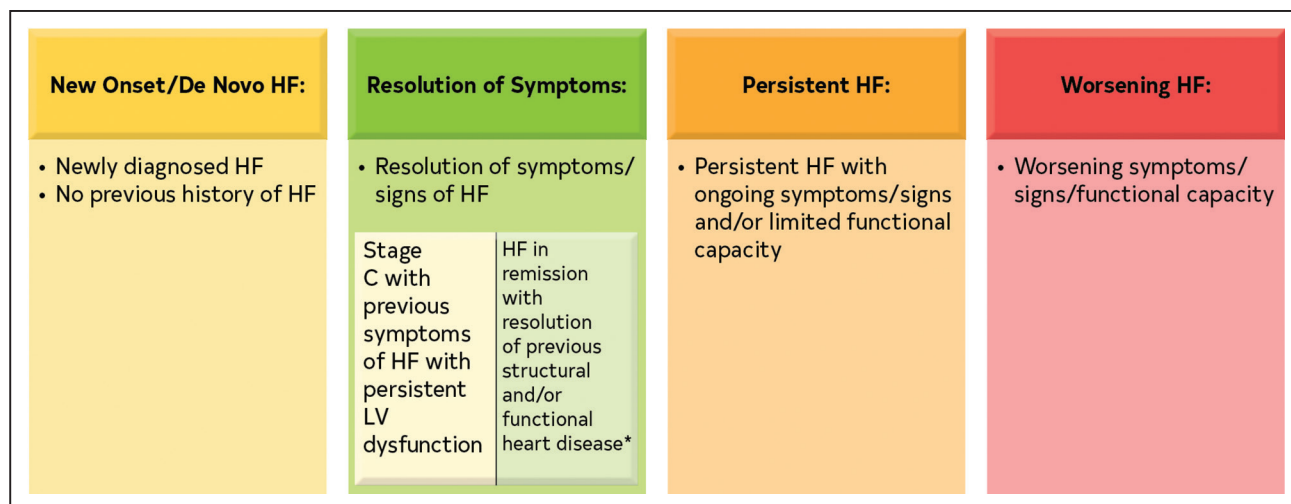 New Onset/De Novo HF:
• Newly diagnosed HF
• No previous history of HF
Resolution of Symptoms:
• Resolution of symptoms/
signs of HF
Stage
C with
previous
symptoms
of HF with
persistent
LV
dysfunction
HF in
remission
with
resolution
of previous
structural
and/or
functional
heart disease*
Persistent HF:
• Persistent HF with
ongoing symptoms/signs
and/or limited functional
capacity
Worsening HF:
• Worsening symptoms/
signs/functional capacity